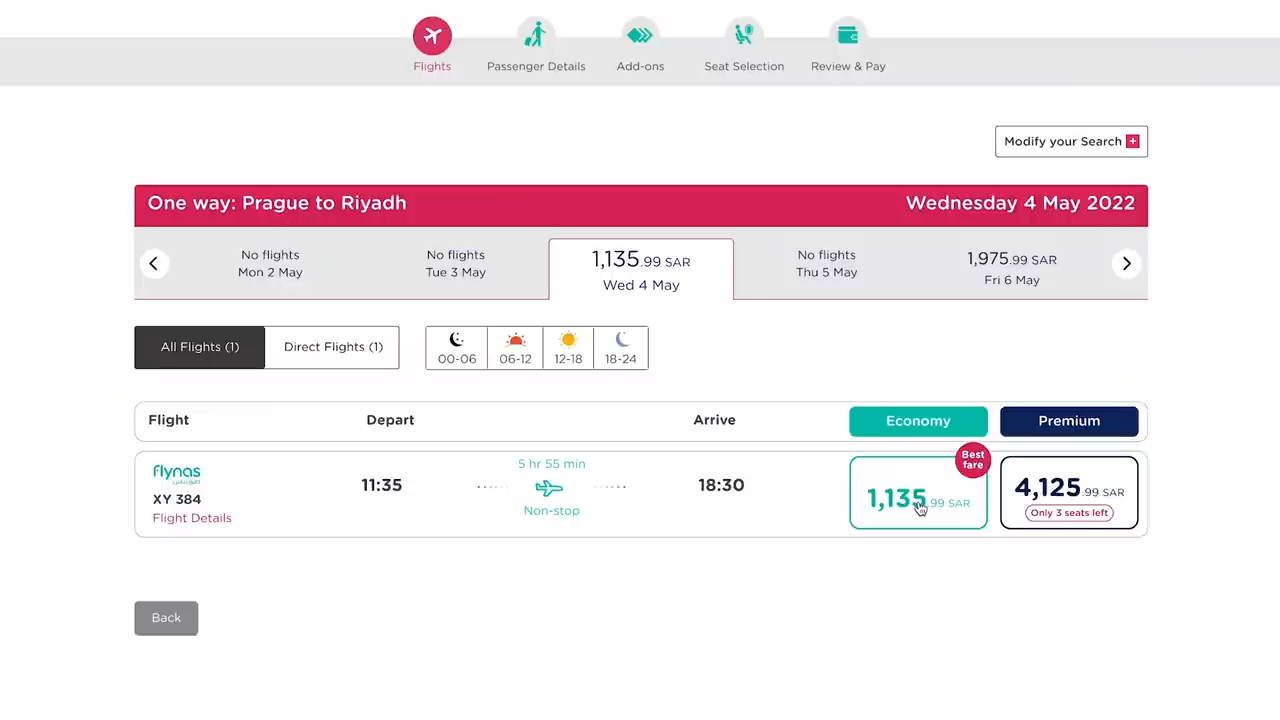 Flights
Passenger Details
Add-ons
Seat Selection
Review & Pay
Modify your Search +
One way: Prague to Riyadh
Wednesday 4 May 2022
No flights
Mon 2 May
No flights
Tue 3 May
1,135.99 SAR
Wed 4 May
No flights
Thu 5 May
1,975.99 SAR
Fri 6 May
All Flights (1)
Direct Flights (1)
00-06
06-12
12-18
18-24
Flight
Depart
Arrive
Economy
Premium
flynas
طيران ناس
XY 384
Flight Details
11:35
5 hr 55 min
Non-stop
18:30
Best
fare
1,135.99 SAR
4,125.99 SAR
Only 3 seats left
Back